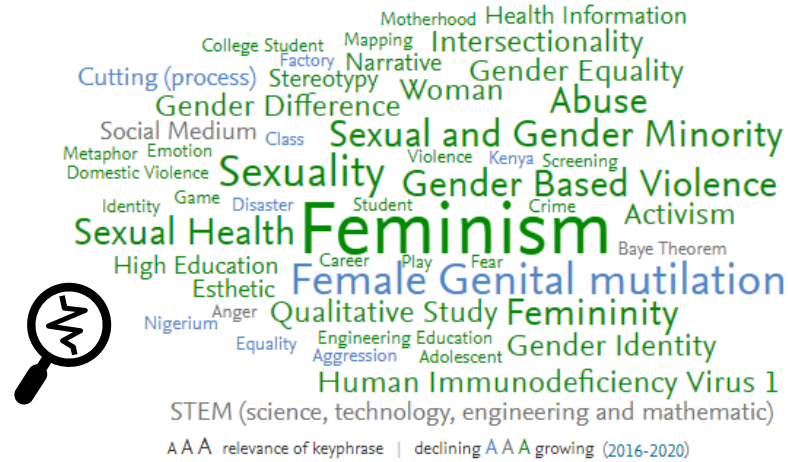 Motherhood Health Information
College Student Mapping Intersectionality
Factory Narrative
Cutting (process) Stereotypy Gender Equality
Gender Difference Woman Abuse
Social Medium Class Sexual and Gender Minority
Metaphor Emotion Violence Kenya Screening
Domestic Violence Sexuality Gender Based Violence
Identity Game Disaster Student Crime Activism
Sexual Health Feminism Baye Theorem
High Education Career Play Fear
Esthetic Female Genital mutilation
Nigerium Anger Qualitative Study Femininity
Equality Engineering Education Gender Identity
Aggression Adolescent
Human Immunodeficiency Virus 1
STEM (science, technology, engineering and mathematic)
A A A relevance of keyphrase | declining A A A growing (2016-2020)